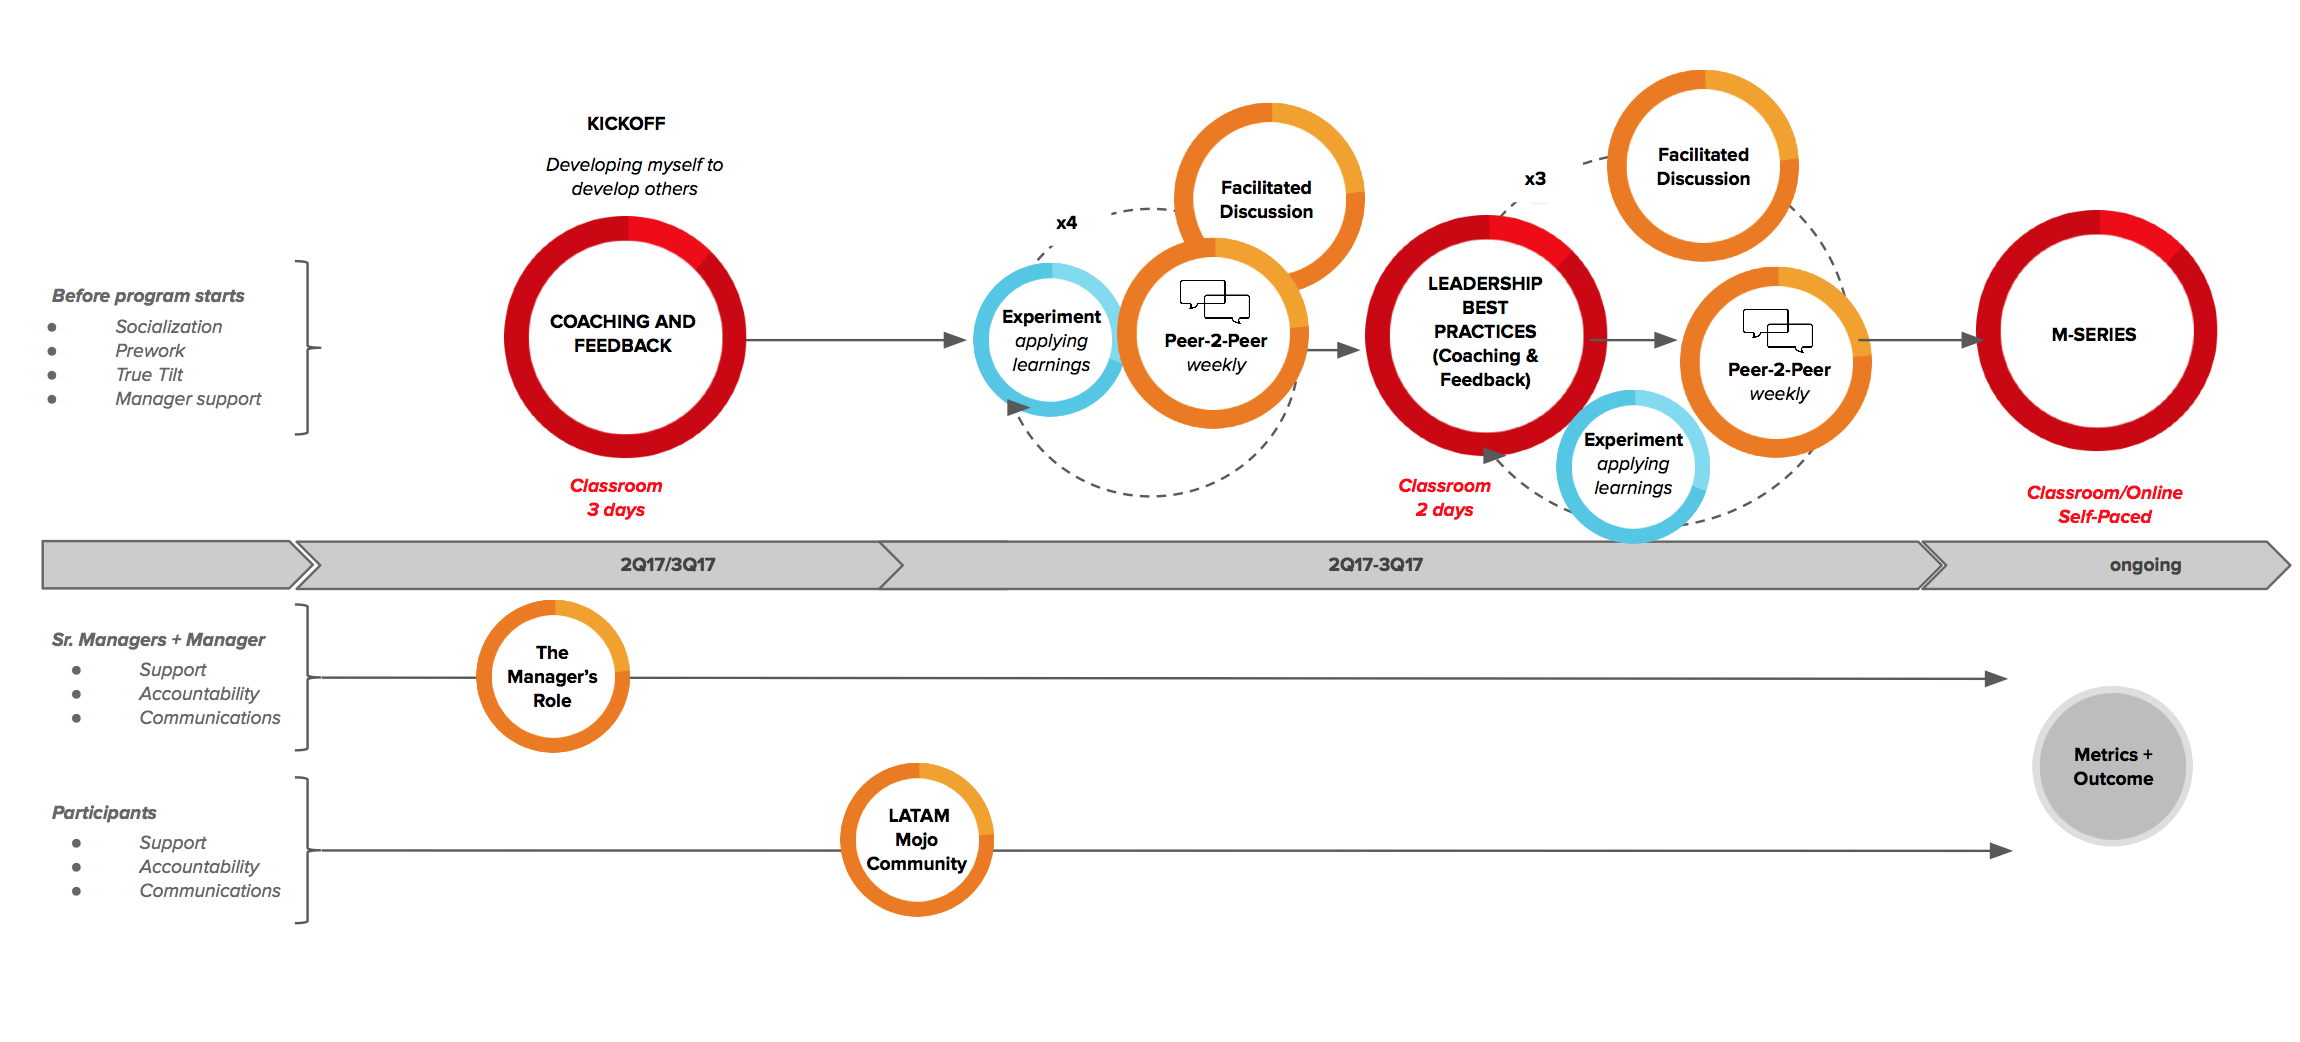 KICKOFF
Developing myself to
develop others
COACHING AND
FEEDBACK
Classroom
3 days
Before program starts
● Socialization
● Prework
● True Tilt
● Manager support
x4
Facilitated
Discussion
Experiment
applying
learnings
Peer-2-Peer
weekly
LEADERSHIP
BEST
PRACTICES
(Coaching &
Feedback)
Classroom
2 days
x3
Facilitated
Discussion
Peer-2-Peer
weekly
Experiment
applying
learnings
M-SERIES
Classroom/Online
Self-Paced
2Q17/3Q17
2Q17-3Q17
ongoing
Sr. Managers + Manager
● Support
● Accountability
● Communications
The
Manager’s
Role
Participants
● Support
● Accountability
● Communications
LATAM
Mojo
Community
Metrics +
Outcome